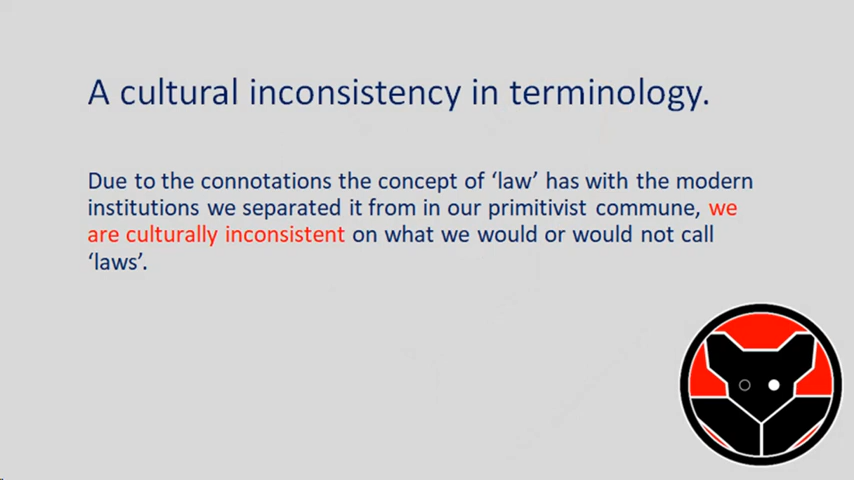 A cultural inconsistency in terminology.
Due to the connotations the concept of ‘law’ has with the modern
institutions we separated it from in our primitivist commune, we
are culturally inconsistent on what we would or would not call
‘laws’.